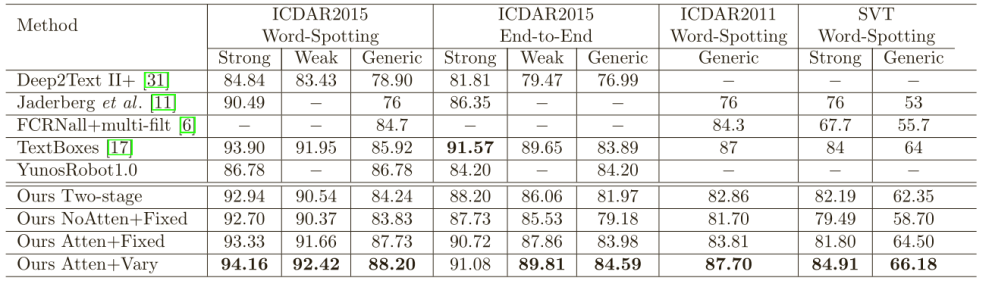 Method ICDAR2015 ICDAR2015 ICDAR2011 SVT
Word-Spotting End-to-End Word-Spotting Word-Spotting
Strong Weak Generic Strong Weak Generic Generic Strong Generic
Deep2Text II+ [31] 84.84 83.43 78.90 81.81 79.47 76.99 − − −
Jaderberg et al. [11] 90.49 − 76 86.35 − − 76 76 53
FCRNall+multi-filt [6] − − 84.7 − − − 84.3 67.7 55.7
TextBoxes [17] 93.90 91.95 85.92 91.57 89.65 83.89 87 84 64
YunosRobot1.0 86.78 − 86.78 84.20 − 84.20 − − −
Ours Two-stage 92.94 90.54 84.24 88.20 86.06 81.97 82.86 82.19 62.35
Ours NoAtten+Fixed 92.70 90.37 83.83 87.73 85.53 79.18 81.70 79.49 58.70
Ours Atten+Fixed 93.33 91.66 87.73 90.72 87.86 83.98 83.81 81.80 64.50
Ours Atten+Vary 94.16 92.42 88.20 91.08 89.81 84.59 87.70 84.91 66.18